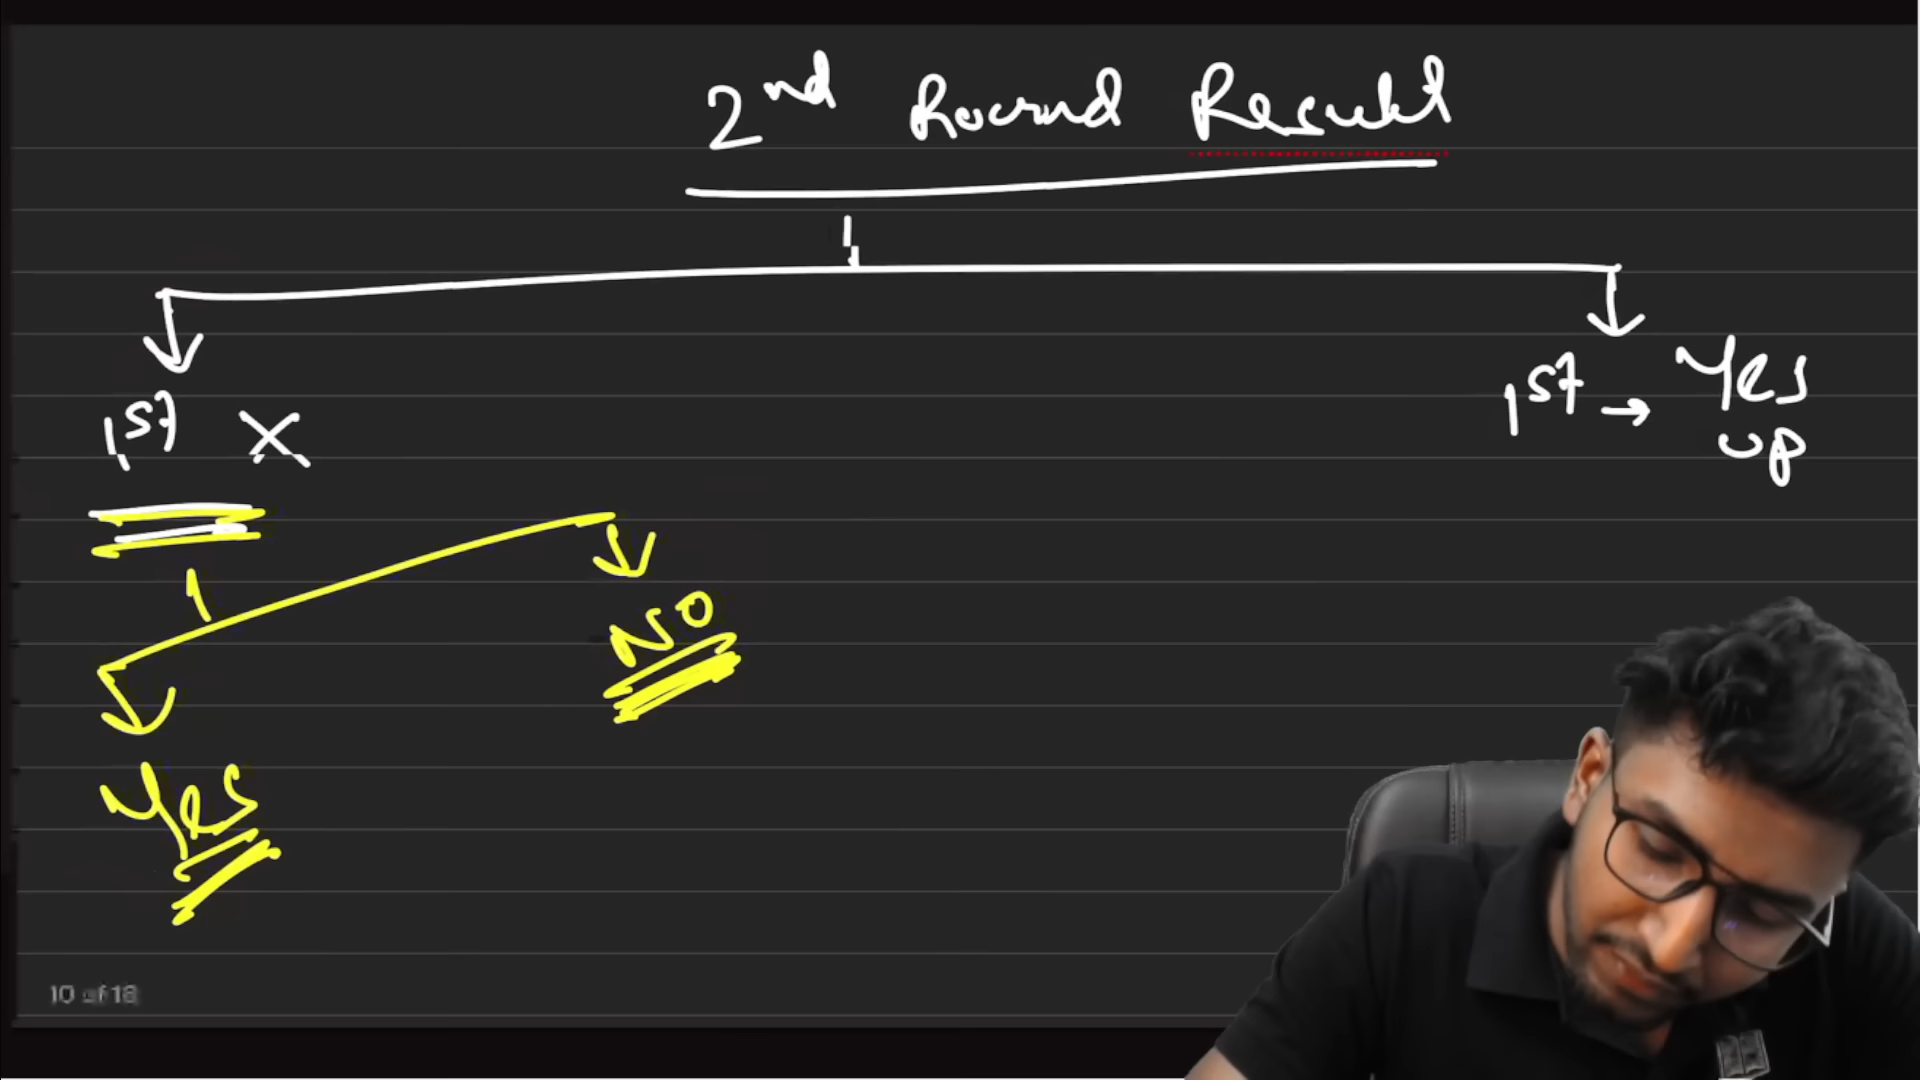 2nd Round Result
1st X
1st → Yes
up
No
Yes
10 of 18